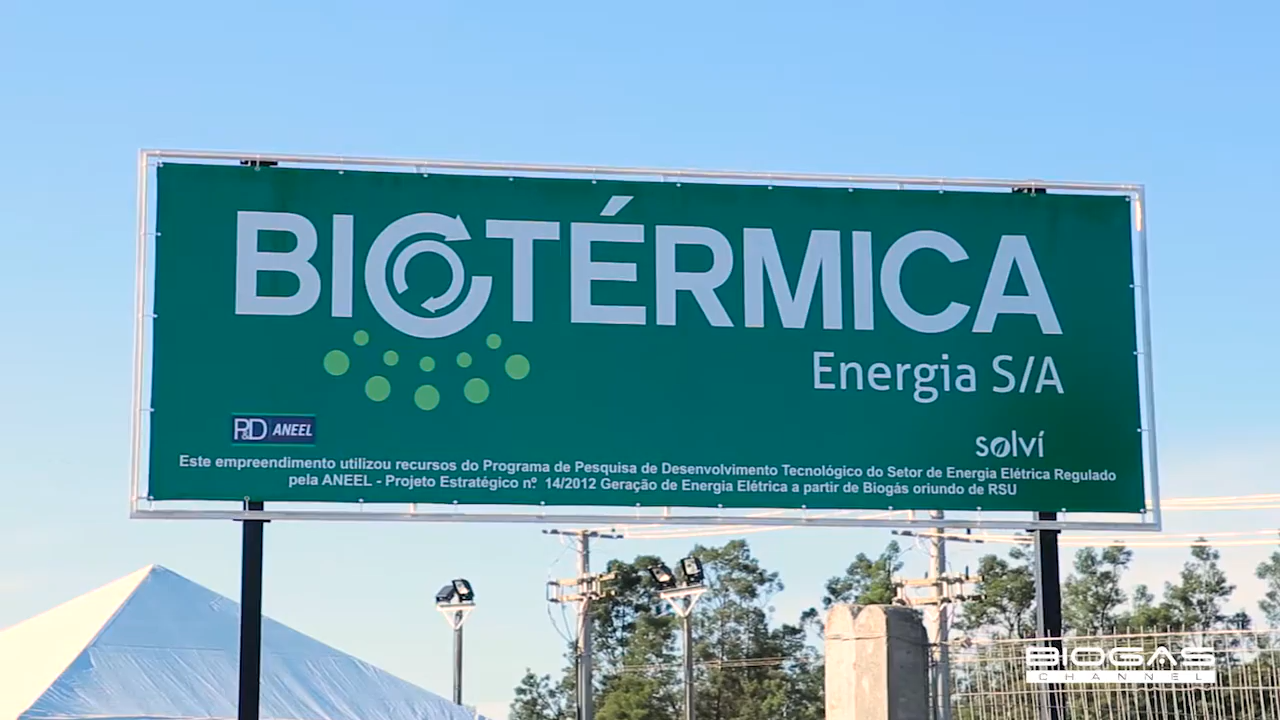 BIOTÉRMICA
Energia S/A
P&D ANEEL
solví
Este empreendimento utilizou recursos do Programa de Pesquisa de Desenvolvimento Tecnológico do Setor de Energia Elétrica Regulado
pela ANEEL - Projeto Estratégico nº 14/2012 Geração de Energia Elétrica a partir de Biogás oriundo de RSU
BIOGAS
CHANNEL